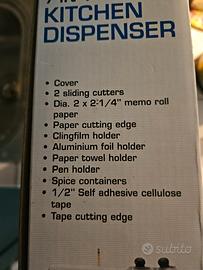 KITCHEN
DISPENSER
• Cover
• 2 sliding cutters
• Dia. 2 x 2-1/4" memo roll
paper
• Paper cutting edge
• Clingfilm holder
• Aluminium foil holder
• Paper towel holder
• Pen holder
• Spice containers
• 1/2" Self adhesive cellulose
tape
• Tape cutting edge
subito